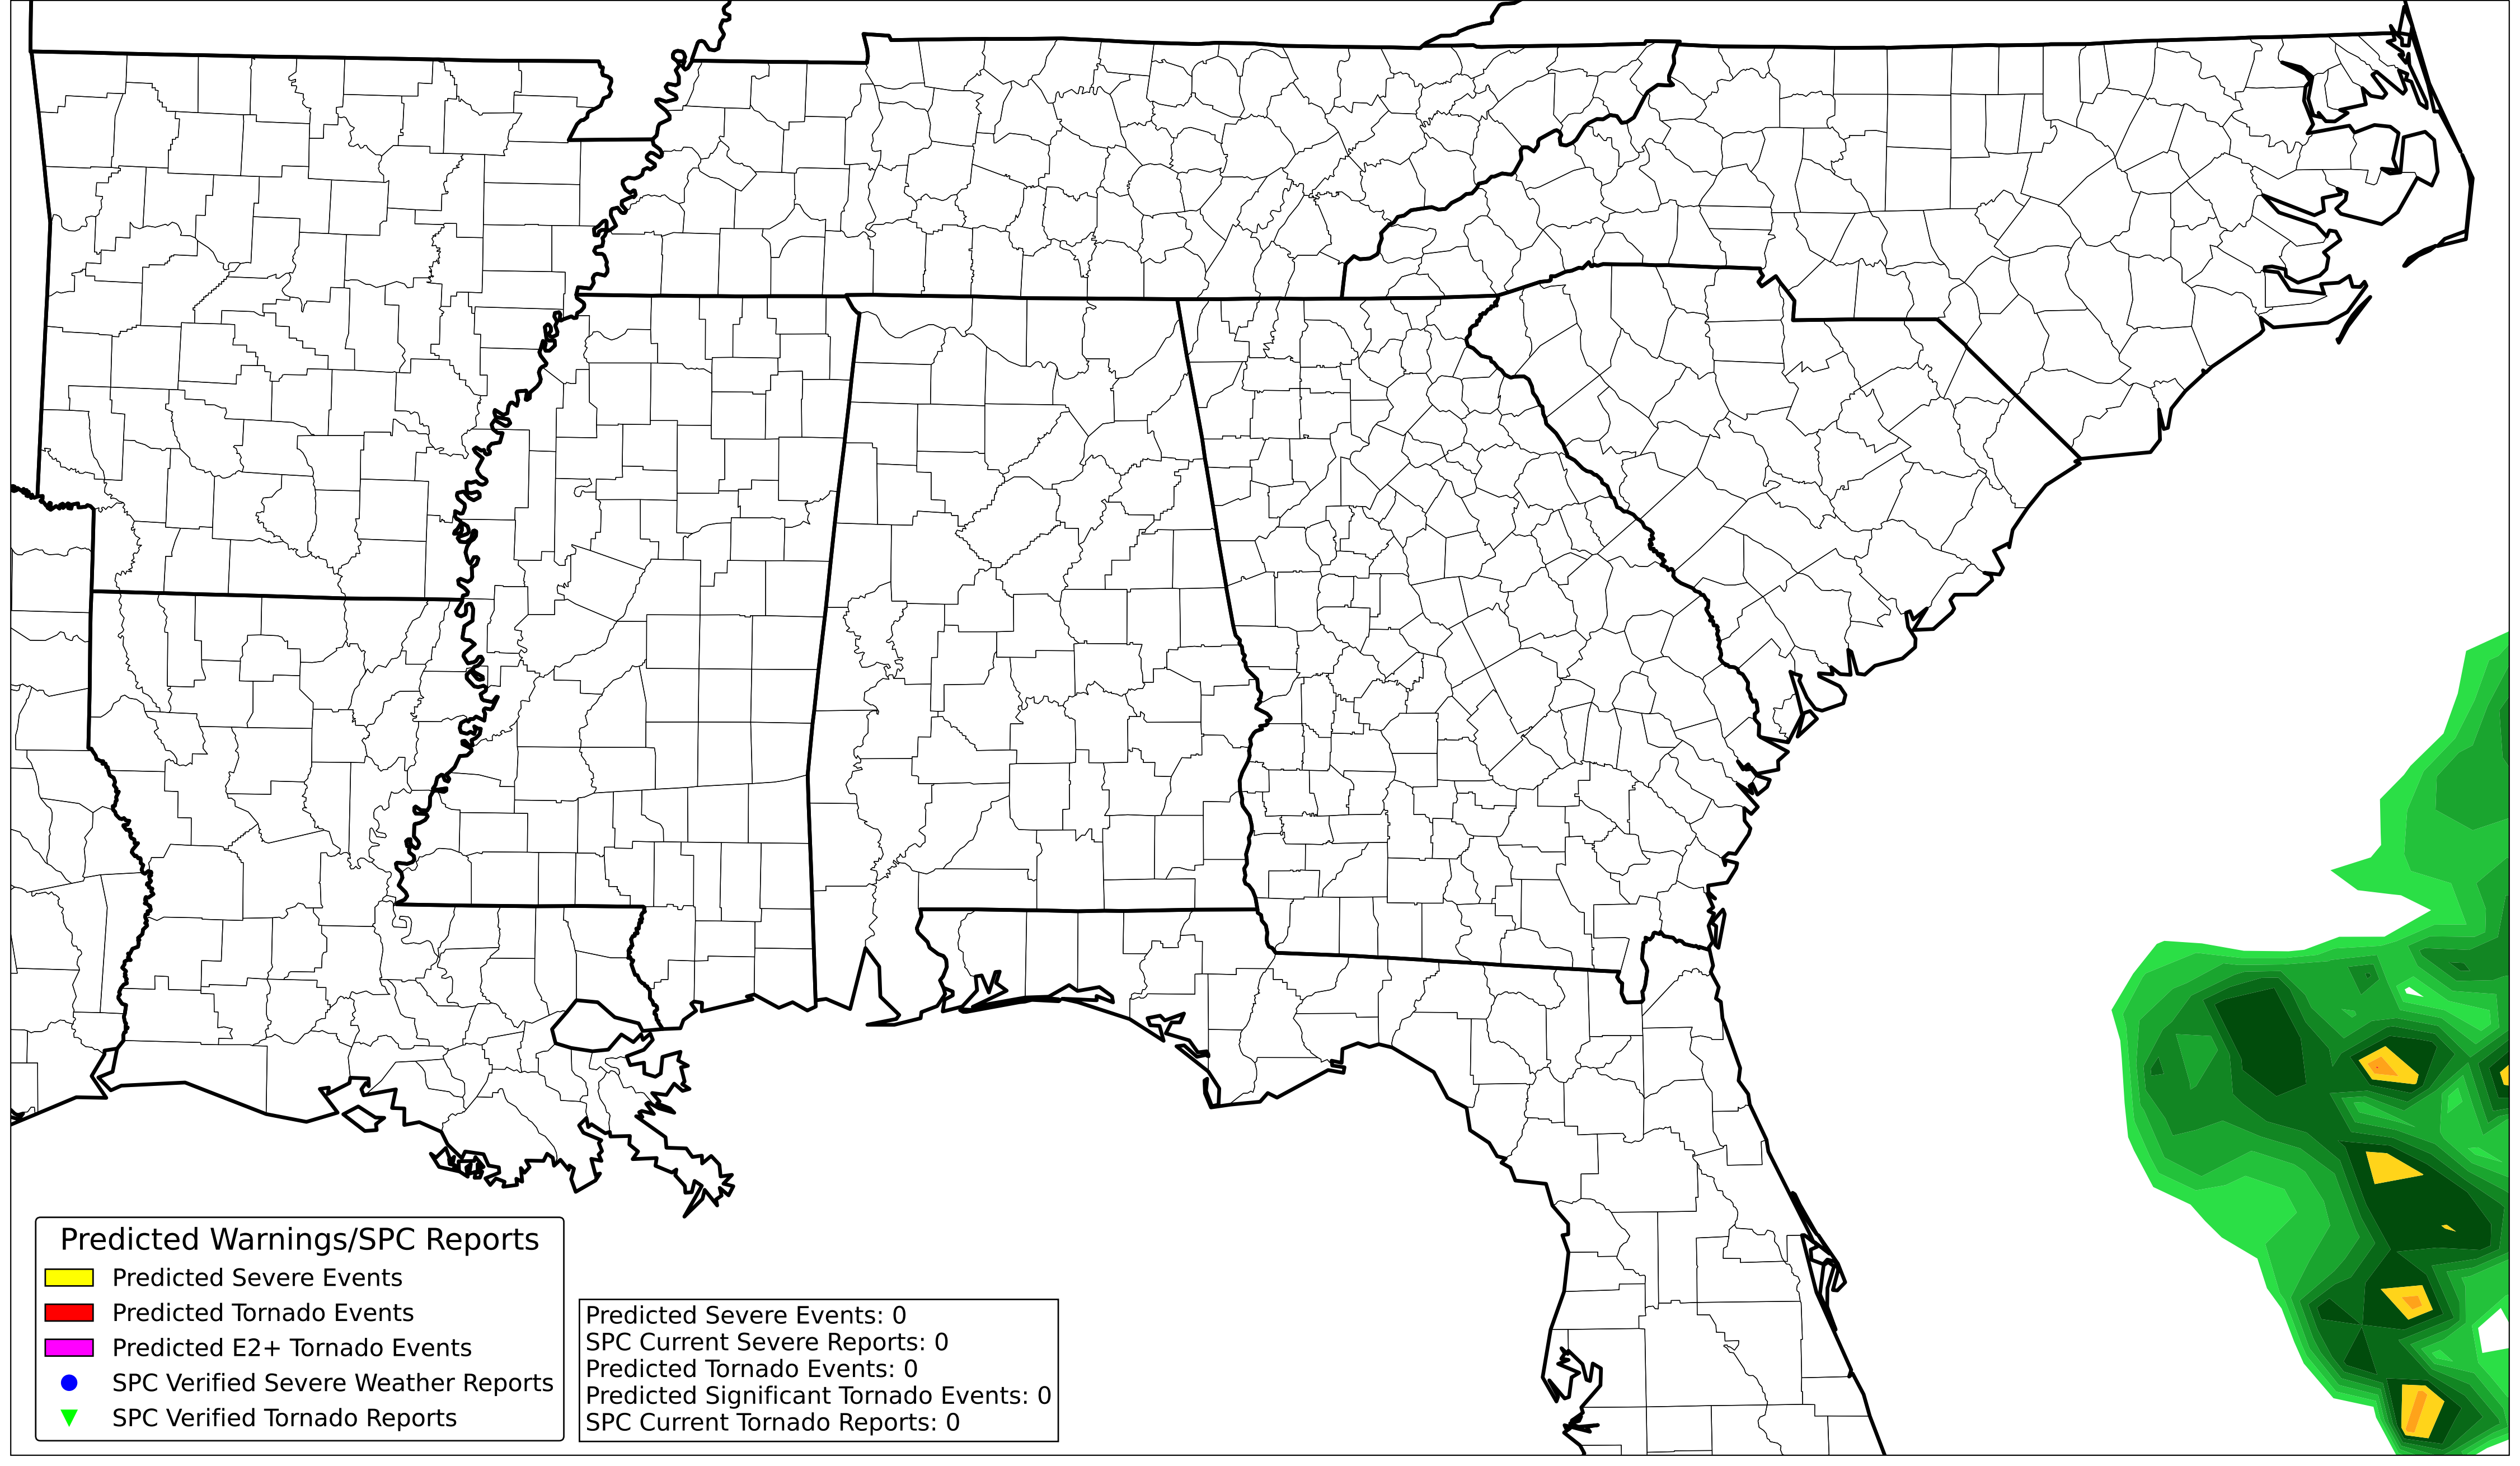 Predicted Warnings/SPC Reports
Predicted Severe Events
Predicted Tornado Events
Predicted E2+ Tornado Events
SPC Verified Severe Weather Reports
SPC Verified Tornado Reports
Predicted Severe Events: 0
SPC Current Severe Reports: 0
Predicted Tornado Events: 0
Predicted Significant Tornado Events: 0
SPC Current Tornado Reports: 0